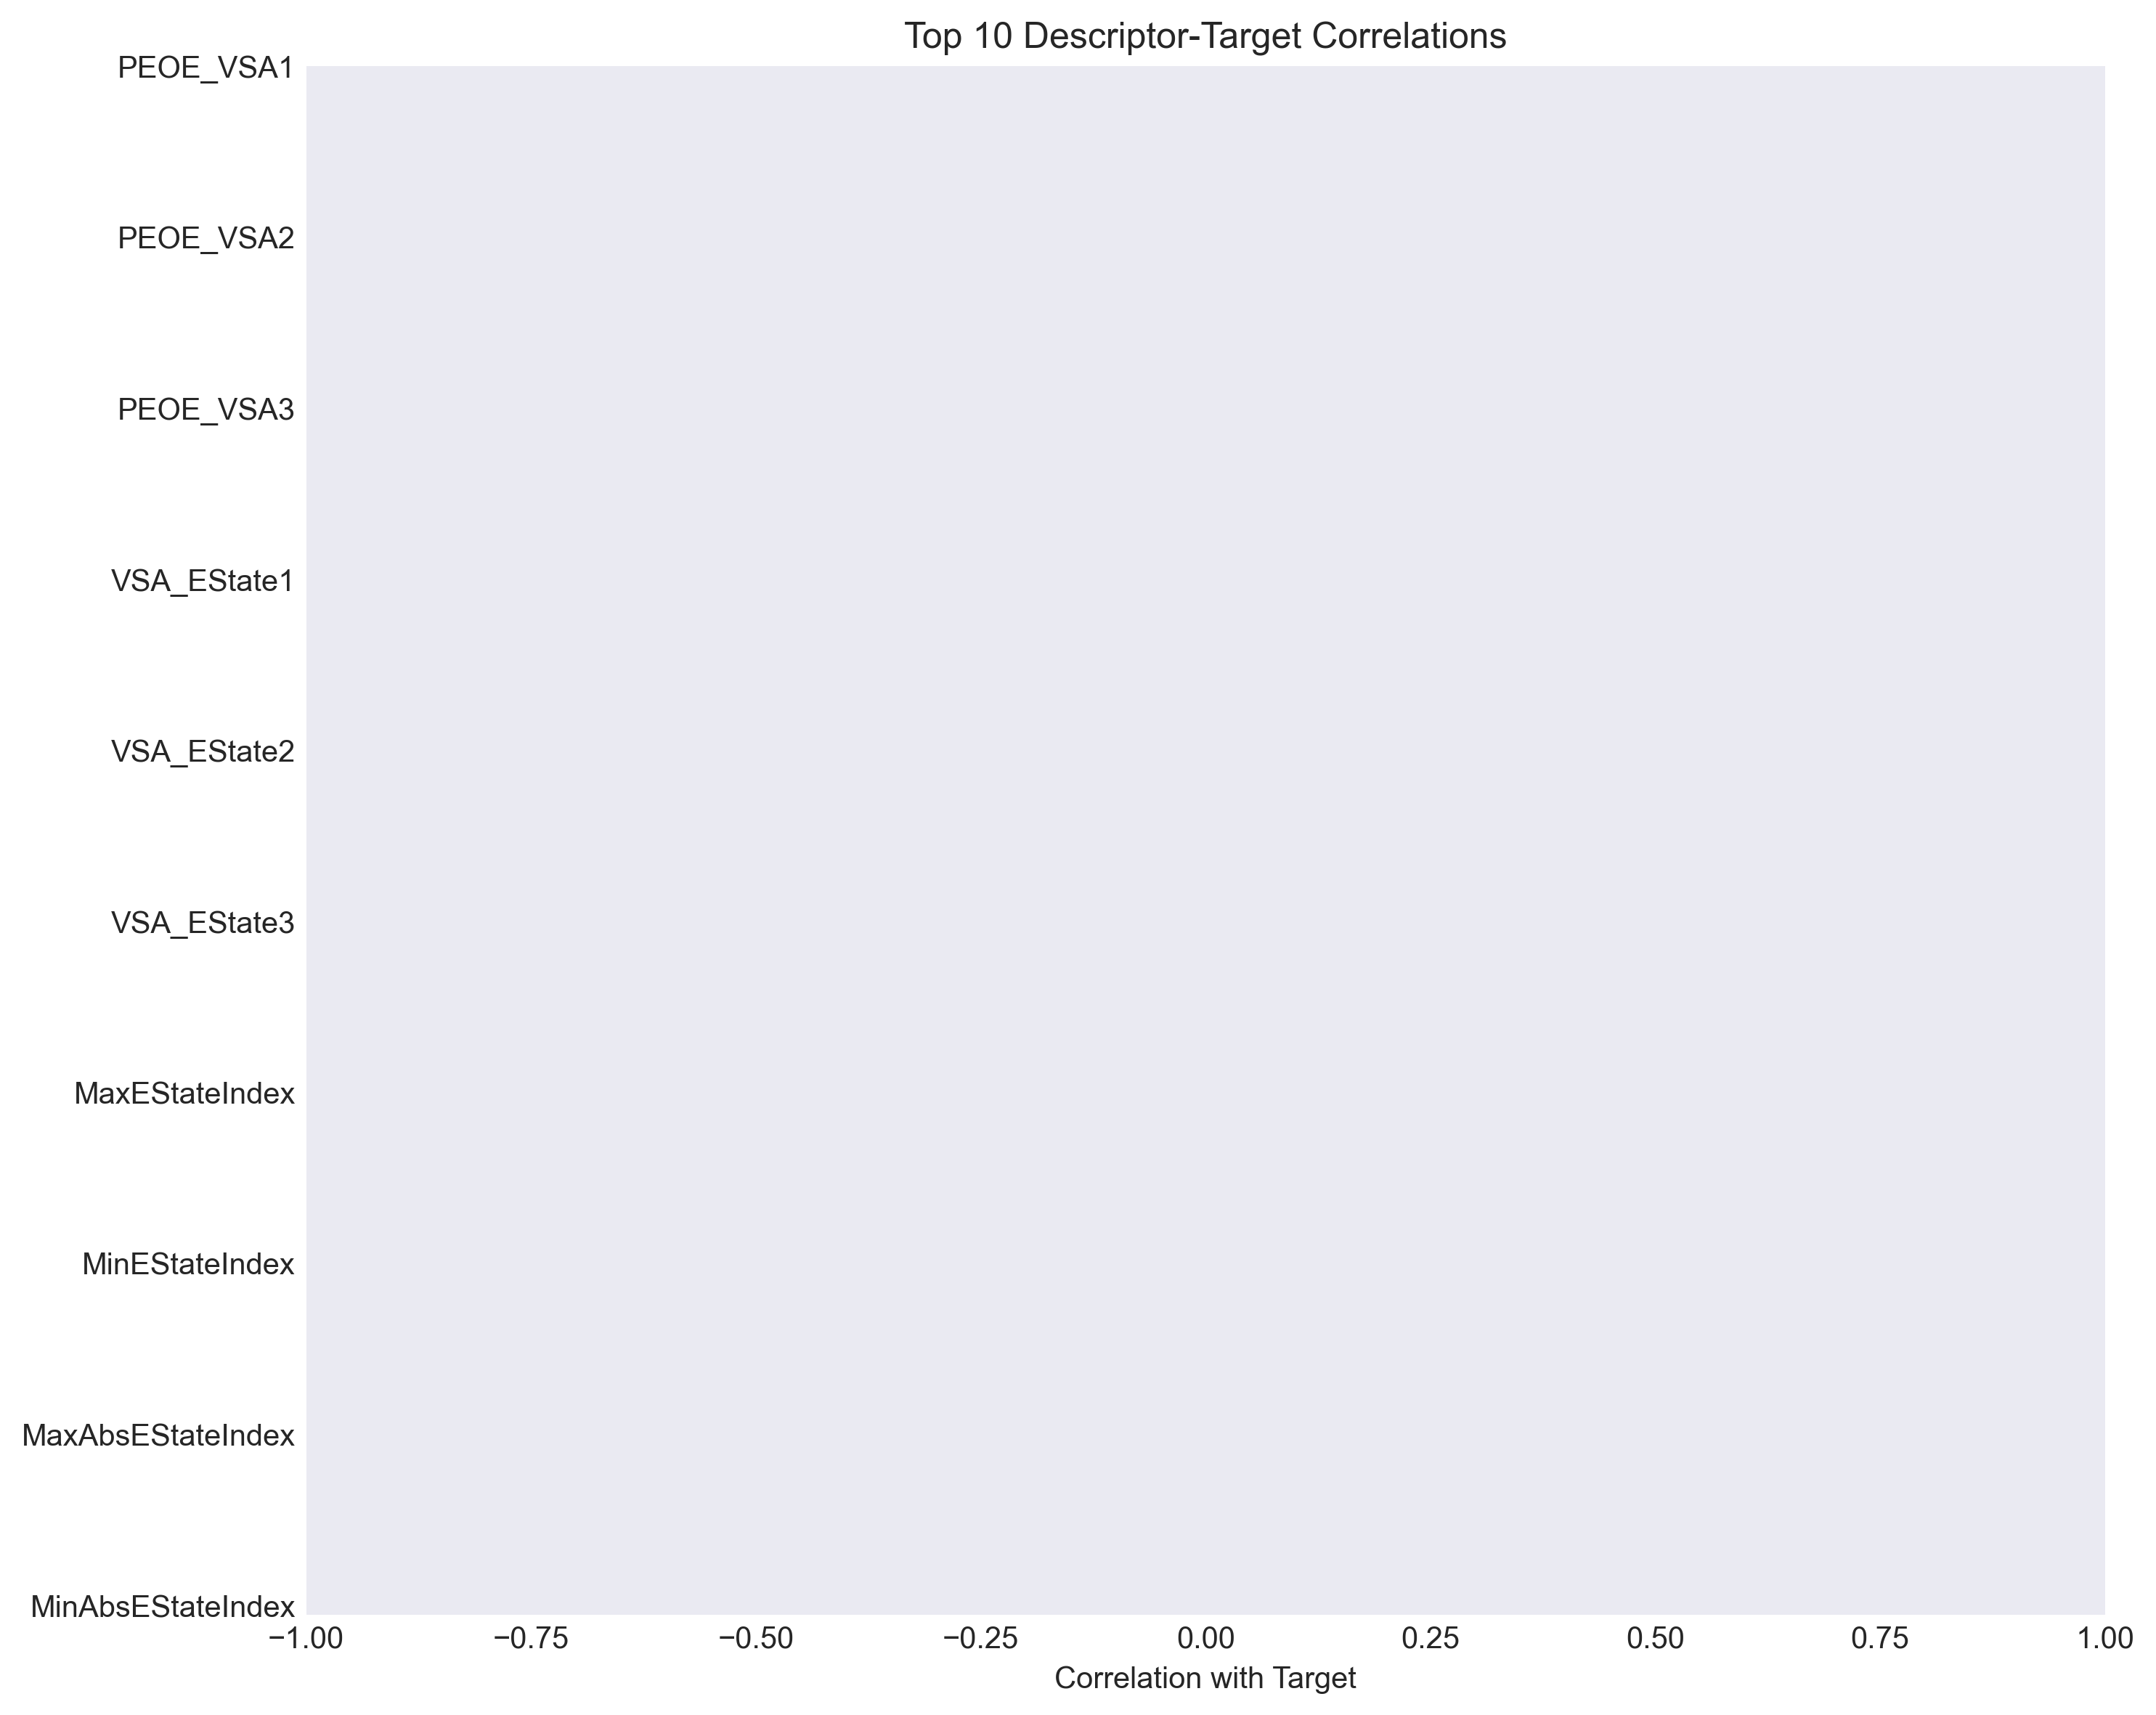 Top 10 Descriptor-Target Correlations
PEOE_VSA1
PEOE_VSA2
PEOE_VSA3
VSA_EState1
VSA_EState2
VSA_EState3
MaxEStateIndex
MinEStateIndex
MaxAbsEStateIndex
MinAbsEStateIndex
−1.00 −0.75 −0.50 −0.25 0.00 0.25 0.50 0.75 1.00
Correlation with Target